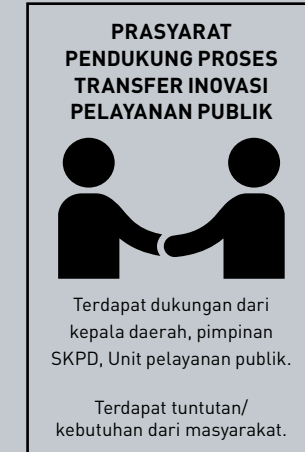 PRASYARAT
PENDUKUNG PROSES
TRANSFER INOVASI
PELAYANAN PUBLIK
Terdapat dukungan dari
kepala daerah, pimpinan
SKPD, Unit pelayanan publik.
Terdapat tuntutan/
kebutuhan dari masyarakat.